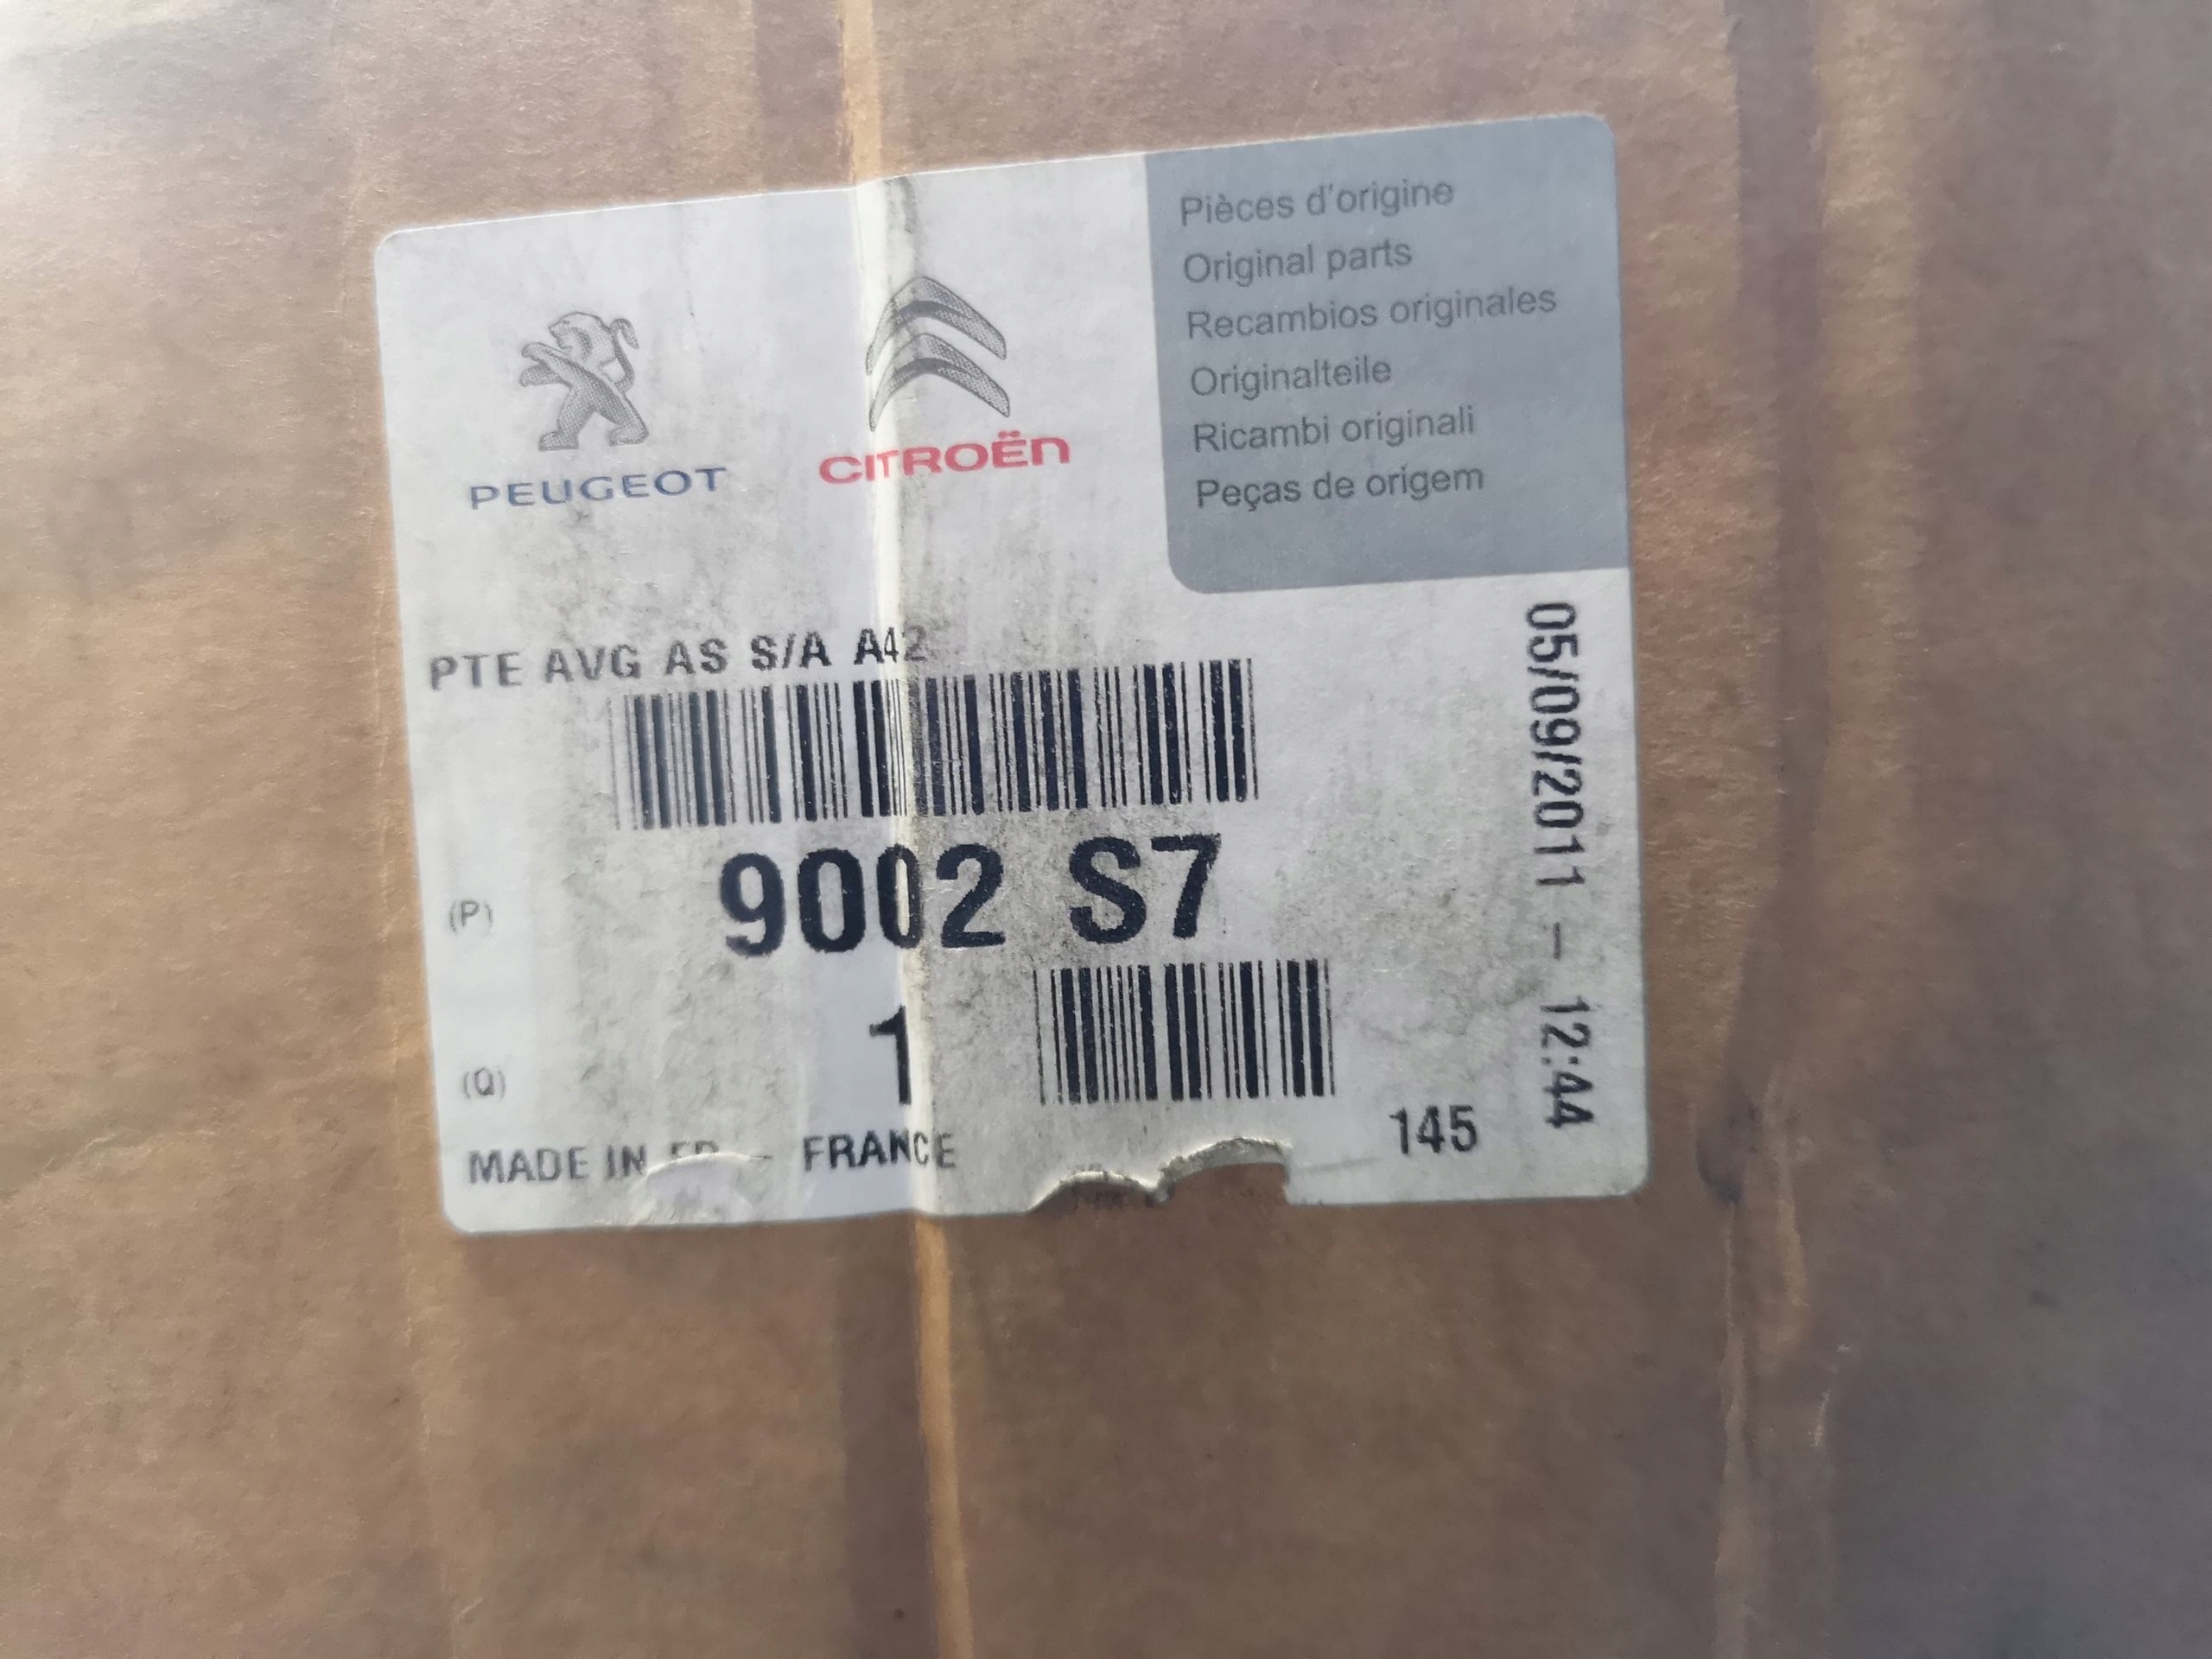 PEUGEOT
CITROËN
Pièces d'origine
Original parts
Recambios originales
Originalteile
Ricambi originali
Peças de origem
PTE AVG AS S/A A42
(P) 9002 S7
(Q) 1
MADE IN - FRANCE
145
05/09/2011 - 12:44